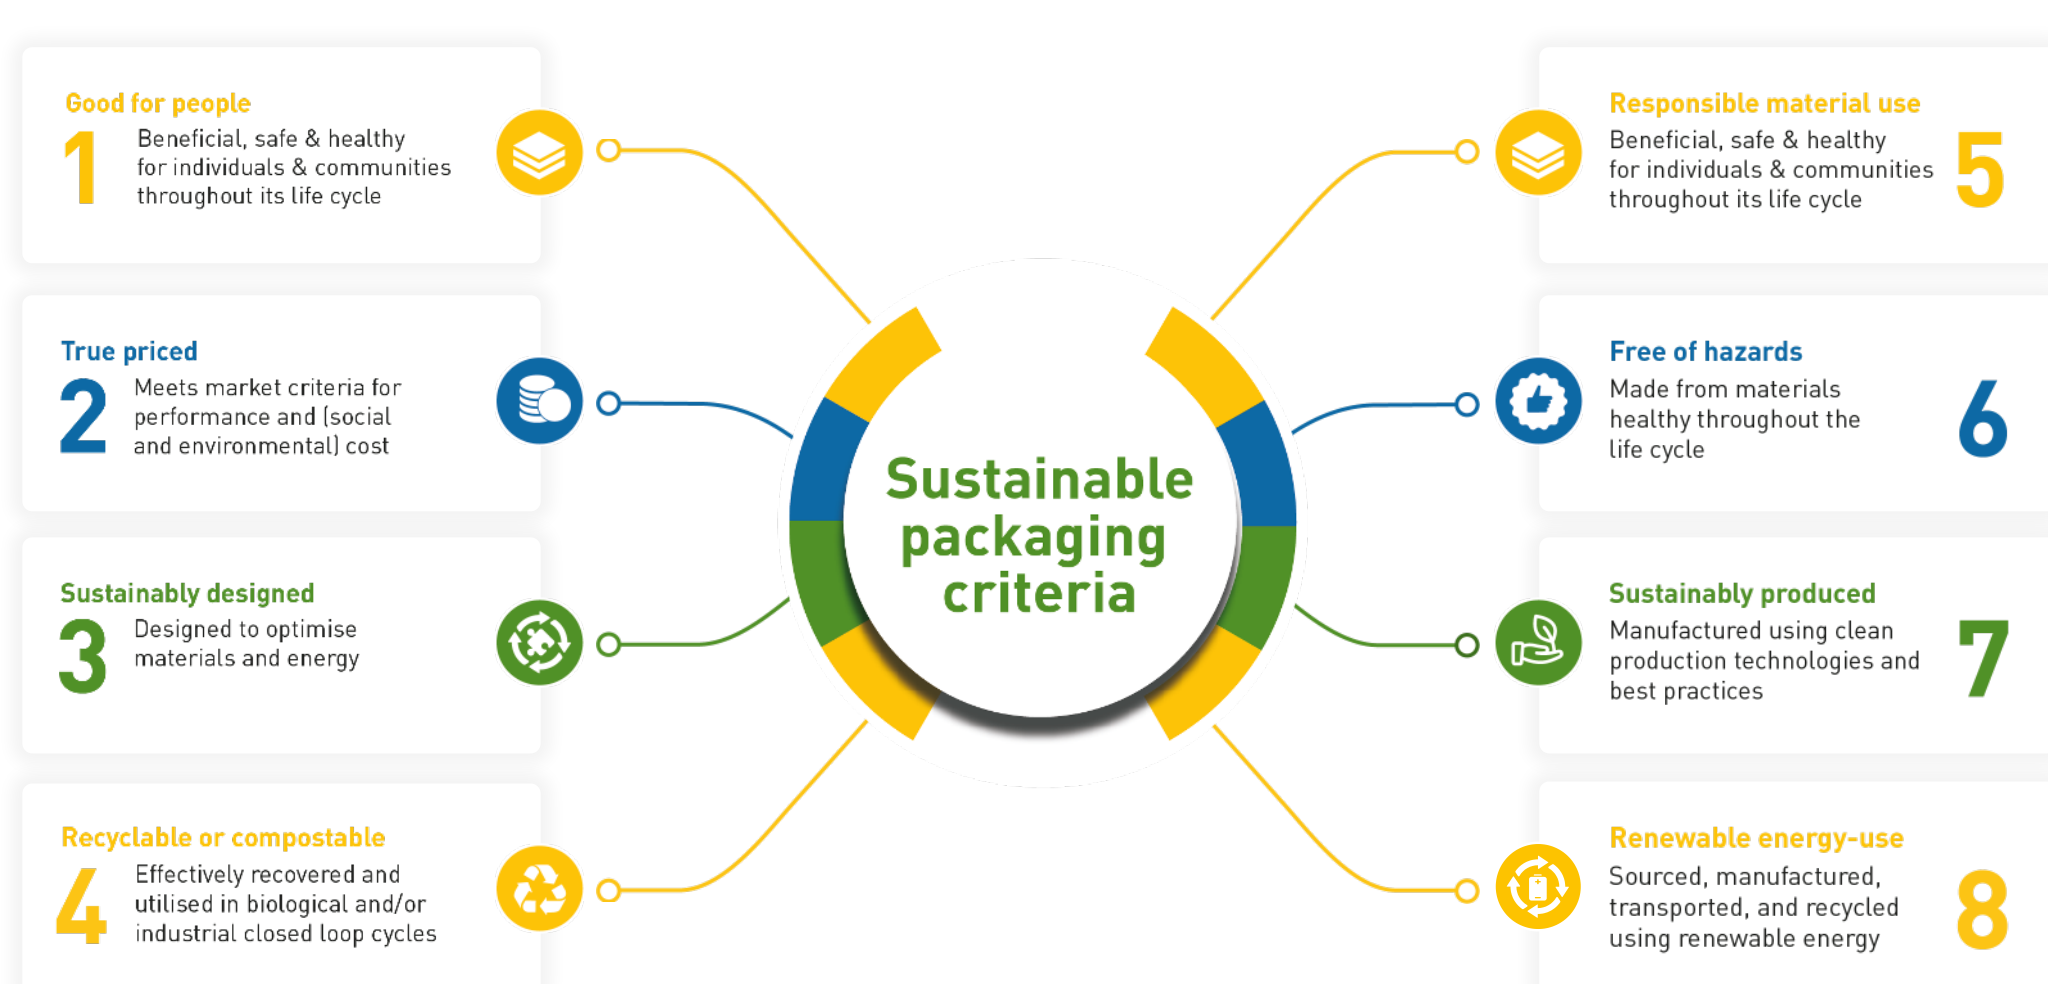 Good for people
1
Beneficial, safe & healthy
for individuals & communities
throughout its life cycle
True priced
2
Meets market criteria for
performance and (social
and environmental) cost
Sustainably designed
3
Designed to optimise
materials and energy
Recyclable or compostable
4
Effectively recovered and
utilised in biological and/or
industrial closed loop cycles
Sustainable
packaging
criteria
Responsible material use
Beneficial, safe & healthy
for individuals & communities
throughout its life cycle
5
Free of hazards
Made from materials
healthy throughout the
life cycle
6
Sustainably produced
Manufactured using clean
production technologies and
best practices
7
Renewable energy-use
Sourced, manufactured,
transported, and recycled
using renewable energy
8